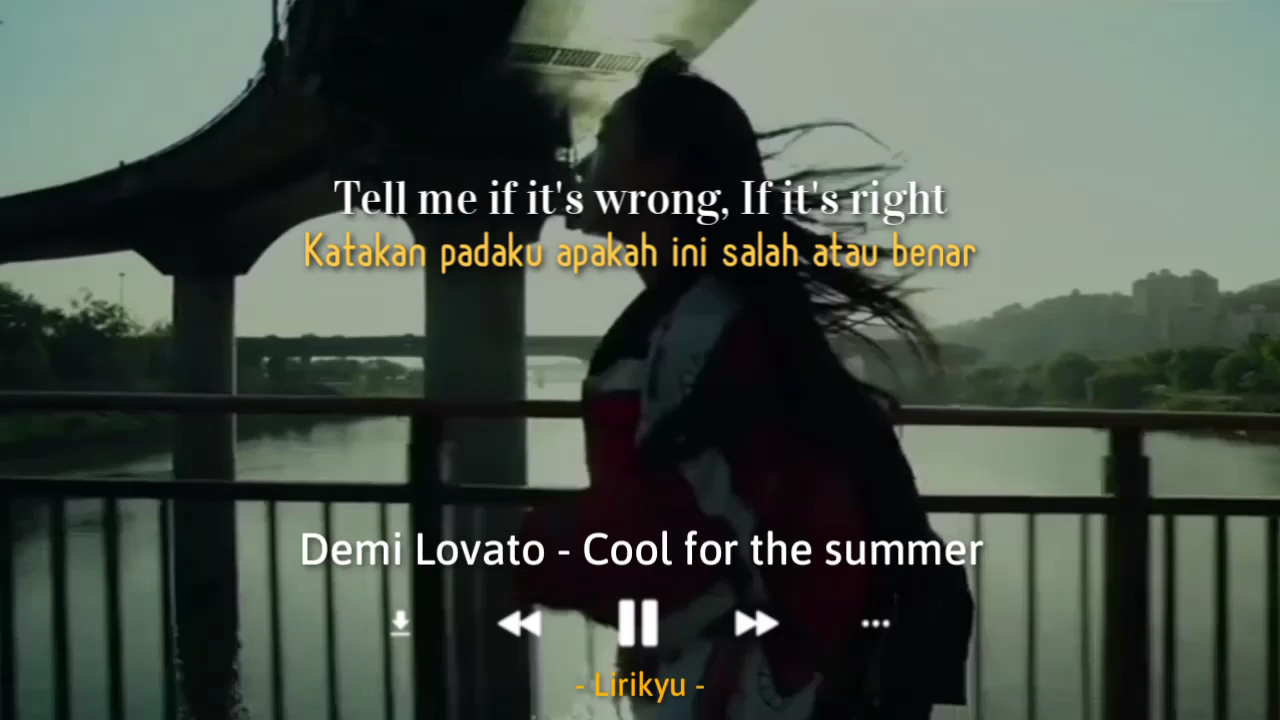 Tell me if it's wrong, If it's right
Katakan padaku apakah ini salah atau benar
Demi Lovato - Cool for the summer
- Lirikyu -